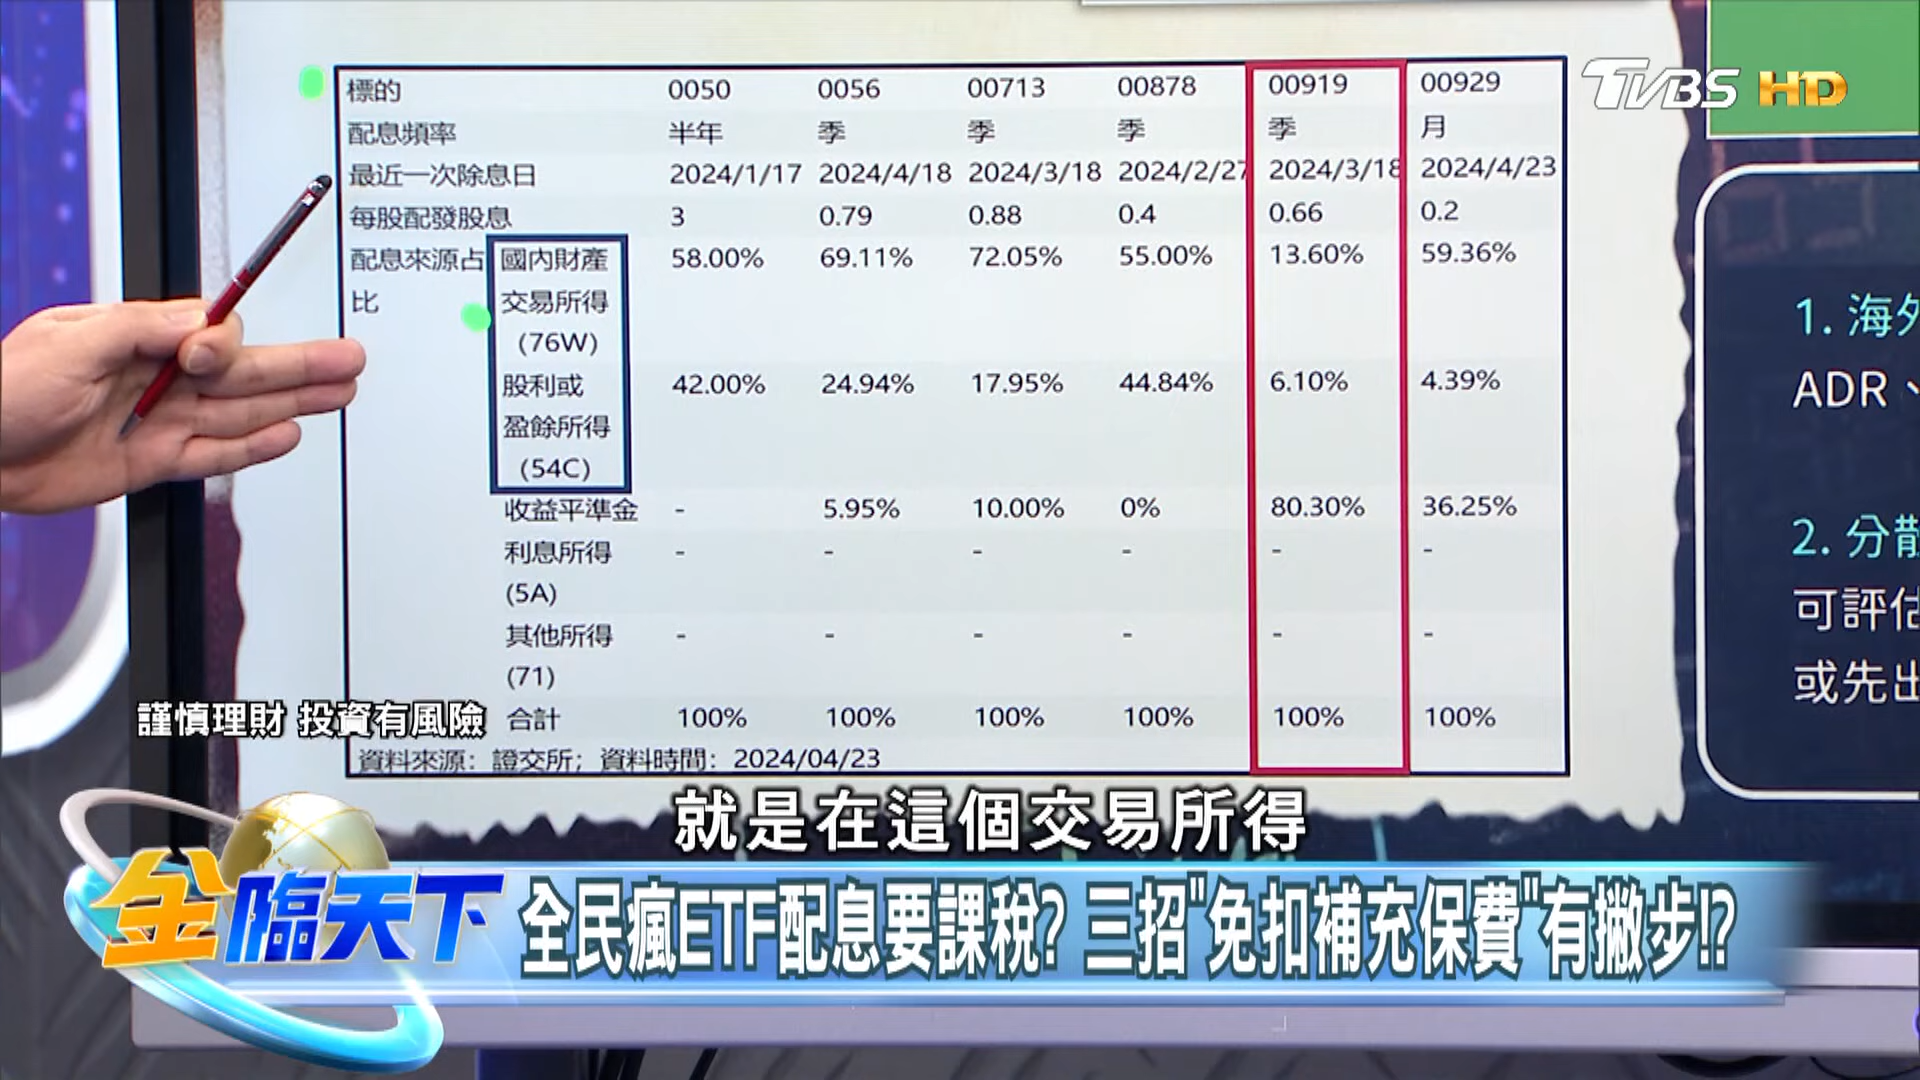 TVBS HD
標的 0050 0056 00713 00878 00919 00929
配息頻率 半年 季 季 季 季 月
最近一次除息日 2024/1/17 2024/4/18 2024/3/18 2024/2/27 2024/3/18 2024/4/23
每股配發股息 3 0.79 0.88 0.4 0.66 0.2
配息來源占 國內財產 58.00% 69.11% 72.05% 55.00% 13.60% 59.36%
比 交易所得
(76W)
股利或 42.00% 24.94% 17.95% 44.84% 6.10% 4.39%
盈餘所得
(54C)
收益平準金 - 5.95% 10.00% 0% 80.30% 36.25%
利息所得 - - - - - -
(5A)
其他所得 - - - - - -
(71)
合計 100% 100% 100% 100% 100% 100%
資料來源：證交所；資料時間：2024/04/23
1. 海外
ADR、
2. 分散
可評估
或先出
謹慎理財 投資有風險
就是在這個交易所得
金臨天下
全民瘋ETF配息要課稅? 三招"免扣補充保費"有撇步!?